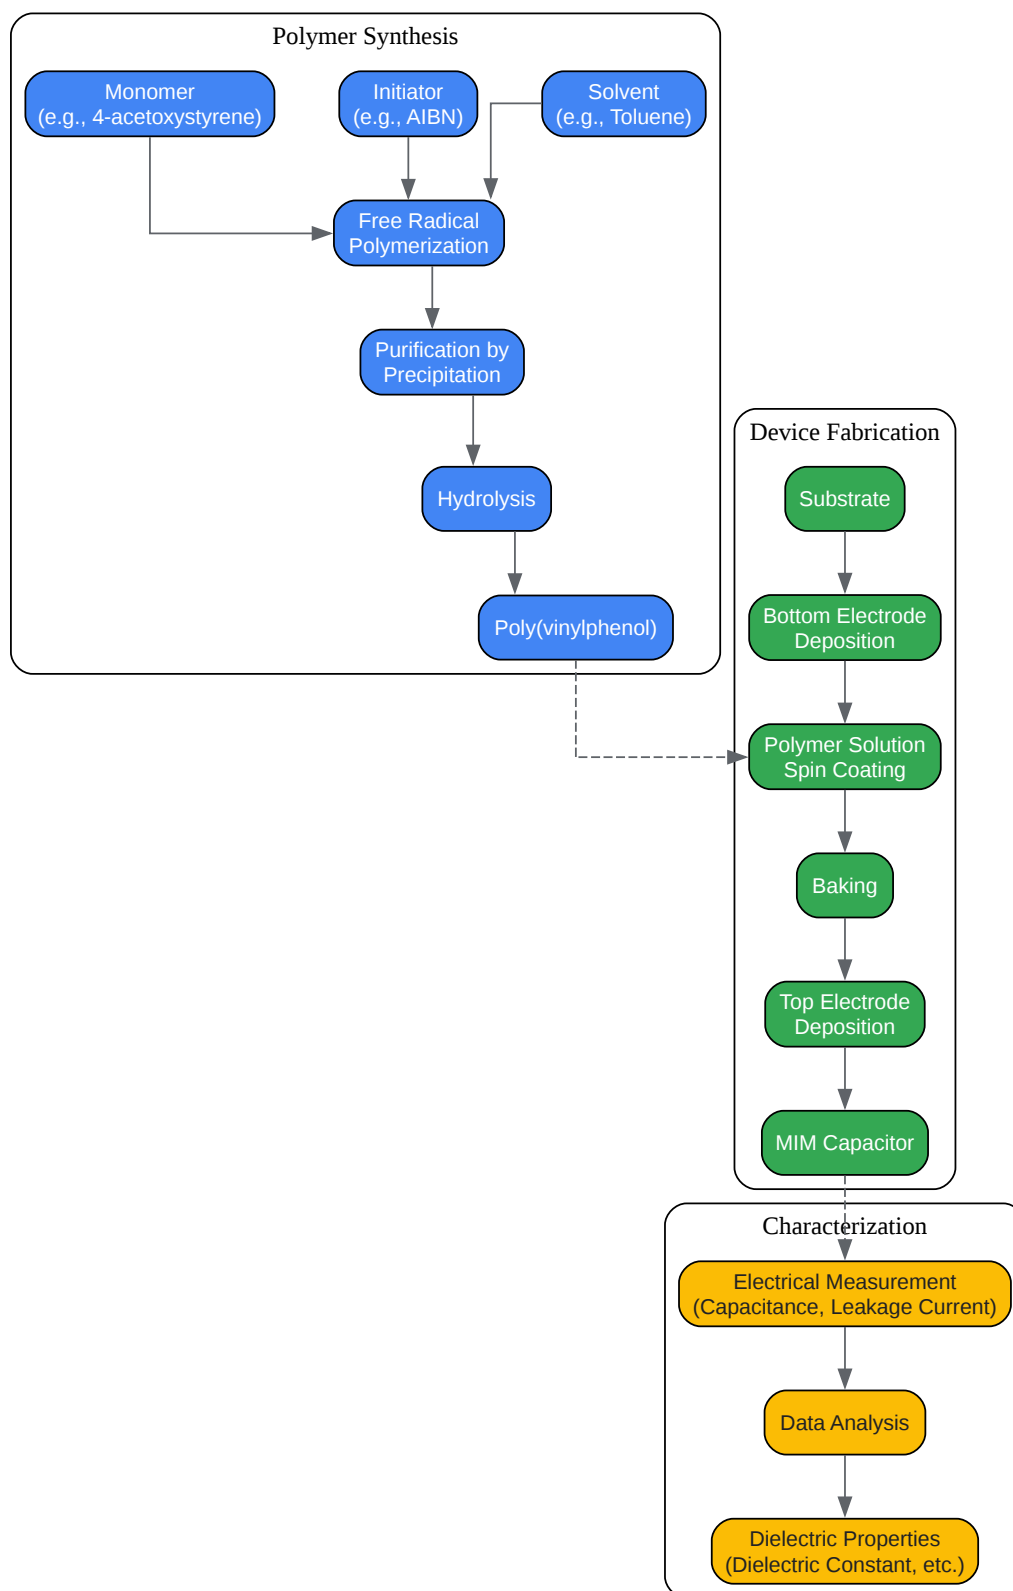 Polymer Synthesis
Monomer
(e.g., 4-acetoxystyrene)
Initiator
(e.g., AIBN)
Solvent
(e.g., Toluene)
Free Radical
Polymerization
Purification by
Precipitation
Hydrolysis
Poly(vinylphenol)
Device Fabrication
Substrate
Bottom Electrode
Deposition
Polymer Solution
Spin Coating
Baking
Top Electrode
Deposition
MIM Capacitor
Characterization
Electrical Measurement
(Capacitance, Leakage Current)
Data Analysis
Dielectric Properties
(Dielectric Constant, etc.)